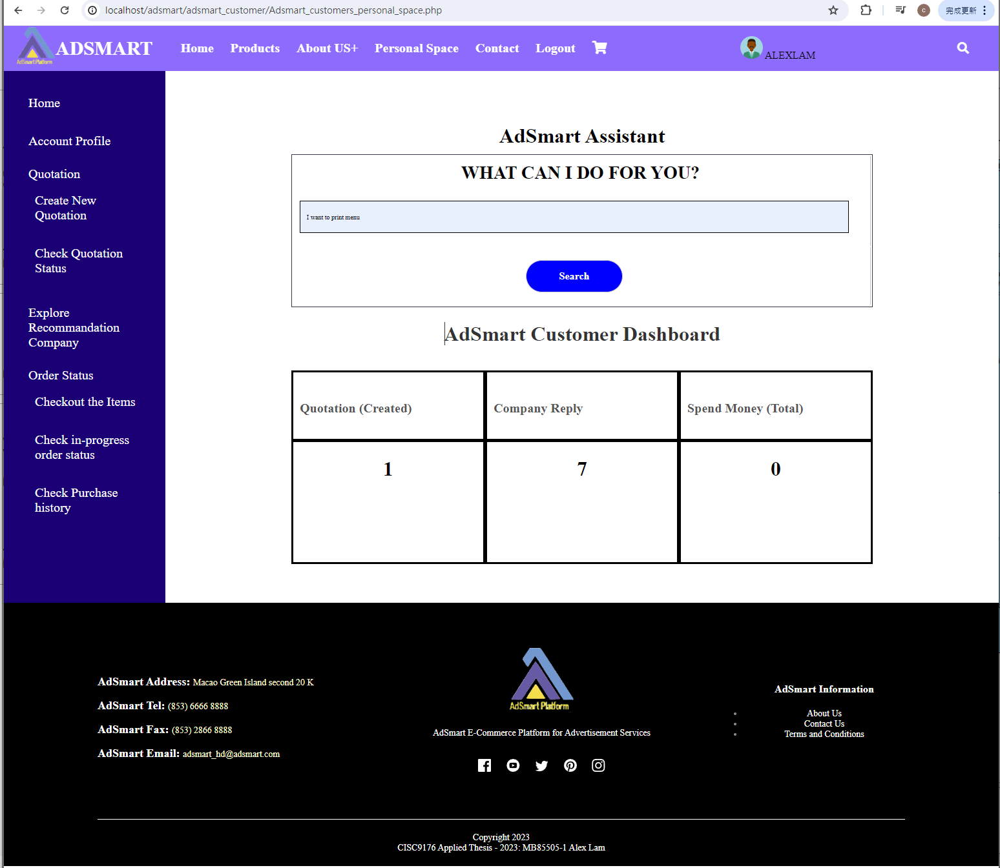 localhost/adsmart/adsmart_customer/Adsmart_customers_personal_space.php
C
完成更新
AdSmart Platform
ADSMART
Home
Products
About US+
Personal Space
Contact
Logout
ALEXLAM
Home
Account Profile
Quotation
Create New
Quotation
Check Quotation
Status
Explore
Recommandation
Company
Order Status
Checkout the Items
Check in-progress
order status
Check Purchase
history
AdSmart Assistant
WHAT CAN I DO FOR YOU?
I want to print menu
Search
AdSmart Customer Dashboard
Quotation (Created)
Company Reply
Spend Money (Total)
1
7
0
AdSmart Address: Macao Green Island second 20 K
AdSmart Tel: (853) 6666 8888
AdSmart Fax: (853) 2866 8888
AdSmart Email: adsmart_hd@adsmart.com
AdSmart Platform
AdSmart E-Commerce Platform for Advertisement Services
AdSmart Information
About Us
Contact Us
Terms and Conditions
Copyright 2023
CISC9176 Applied Thesis - 2023: MB85505-1 Alex Lam